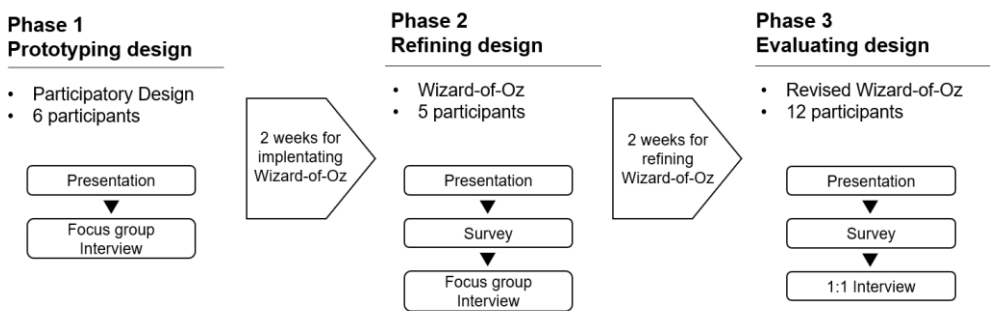 Phase 1
Prototyping design
• Participatory Design
• 6 participants
Presentation
Focus group
Interview
2 weeks for
implentating
Wizard-of-Oz
Phase 2
Refining design
• Wizard-of-Oz
• 5 participants
Presentation
Survey
Focus group
Interview
2 weeks for
refining
Wizard-of-Oz
Phase 3
Evaluating design
• Revised Wizard-of-Oz
• 12 participants
Presentation
Survey
1:1 Interview